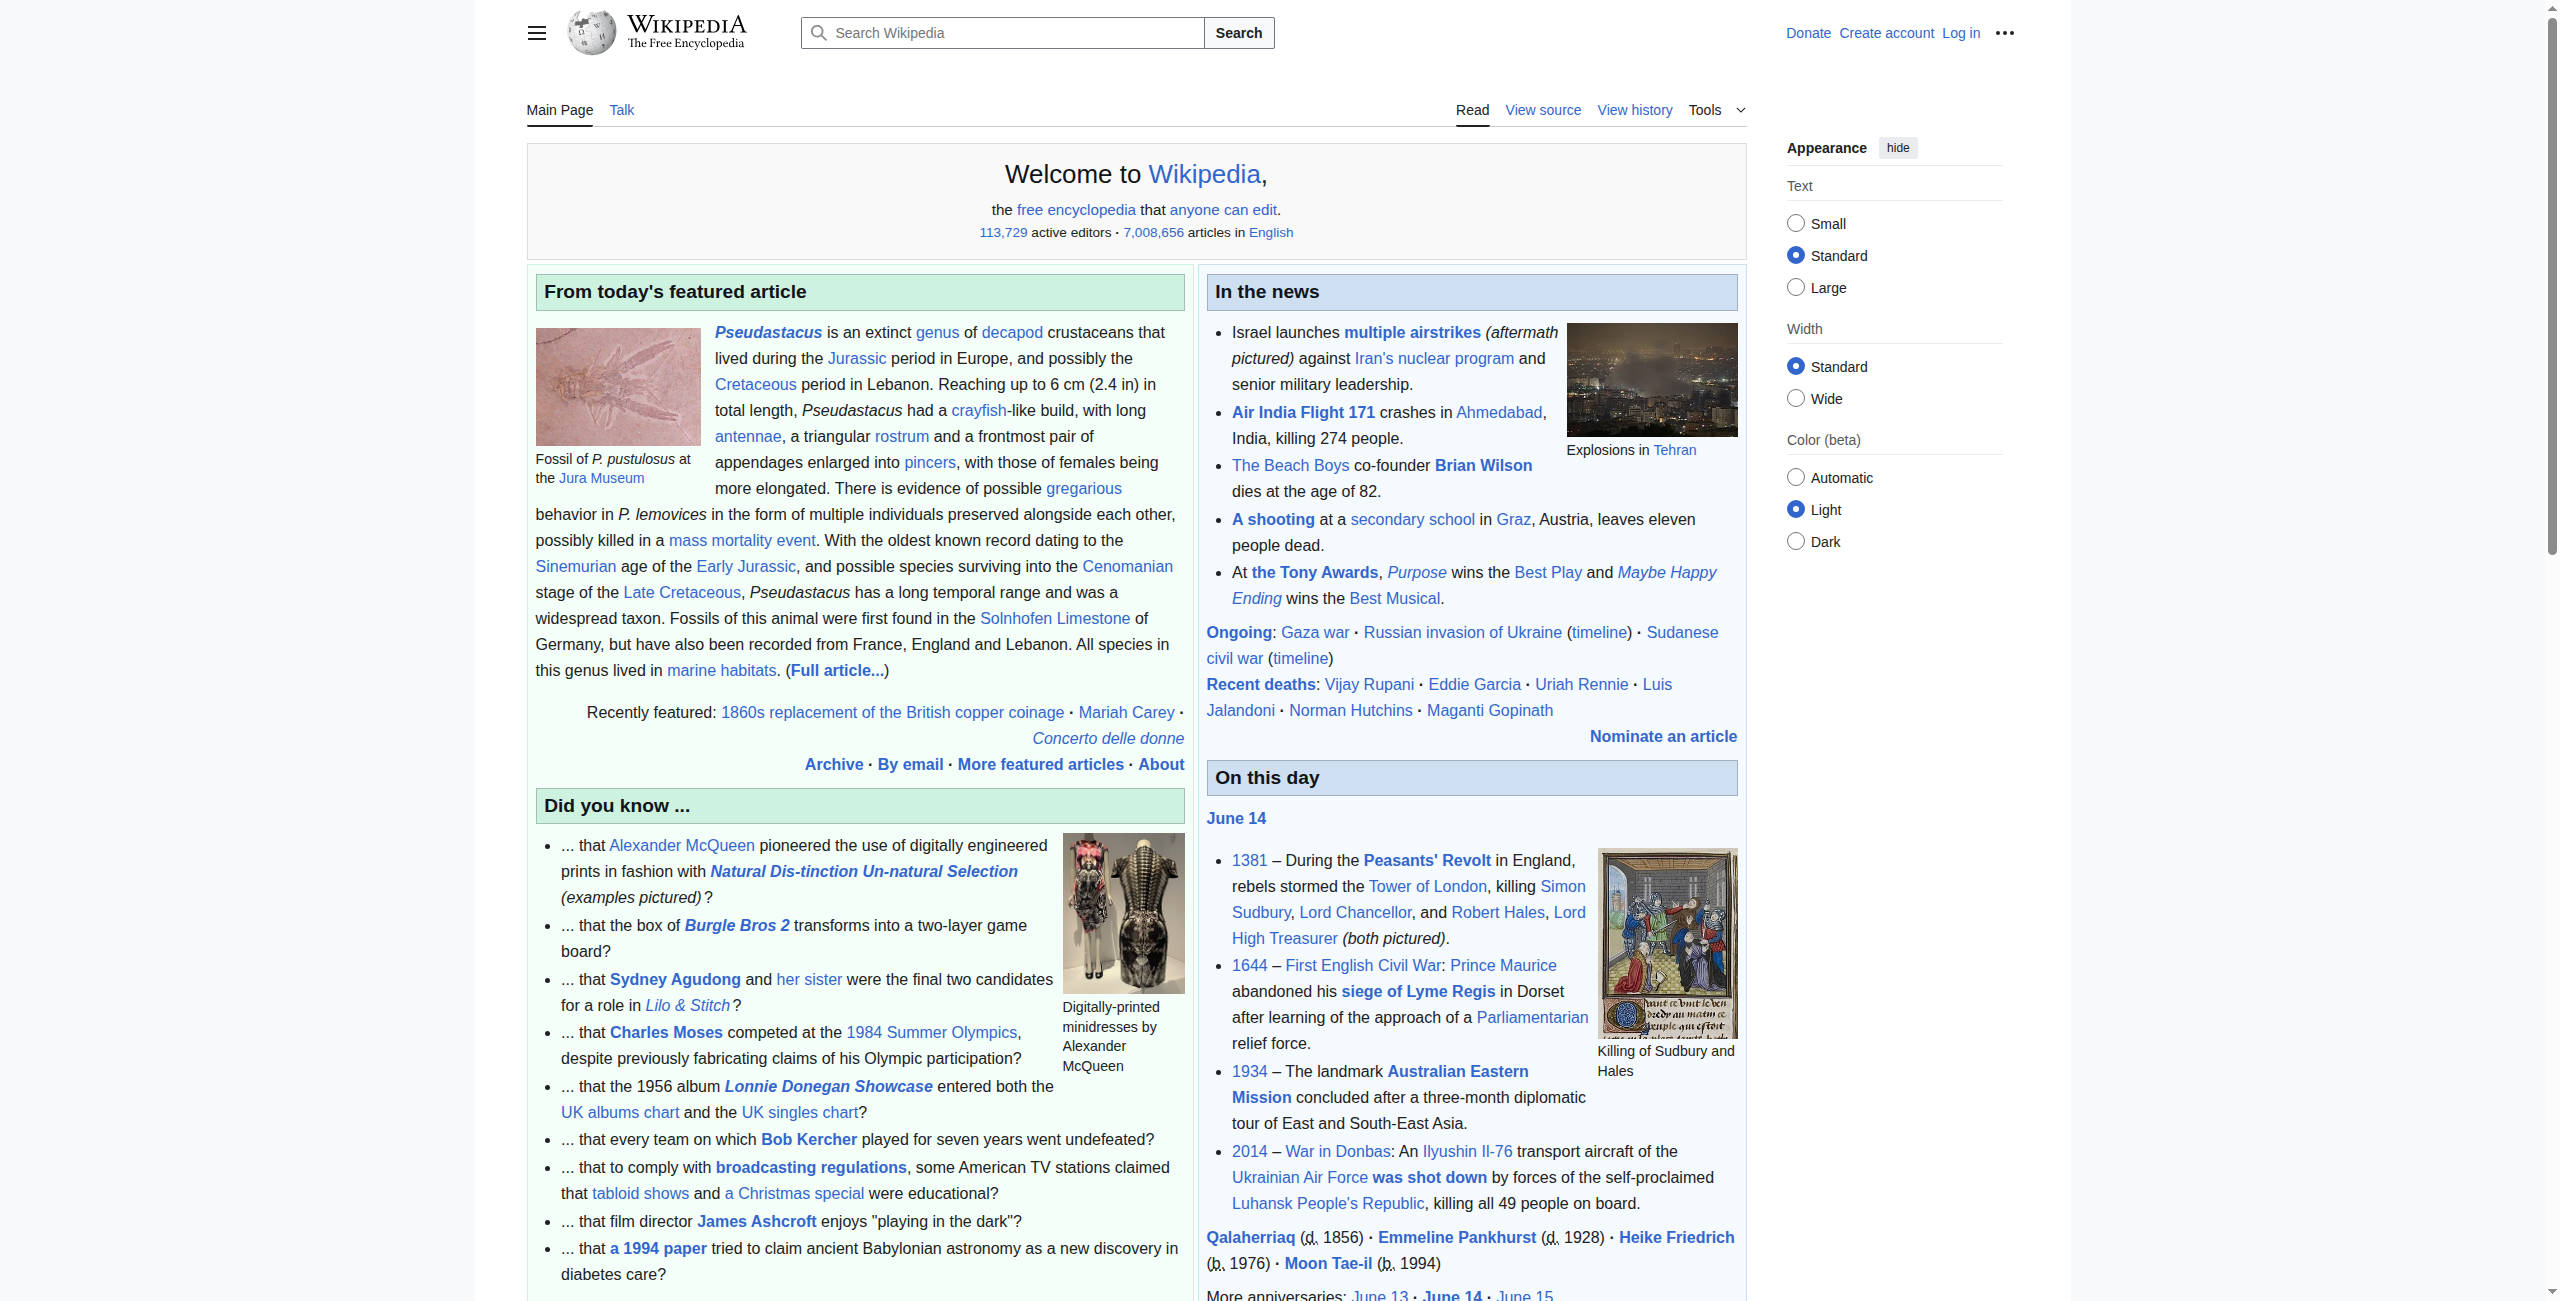 WIKIPEDIA
The Free Encyclopedia
Search Wikipedia
Search
Donate Create account Log in
Main Page Talk
Read View source View history Tools
Welcome to Wikipedia,
the free encyclopedia that anyone can edit.
113,729 active editors · 7,008,656 articles in English
From today's featured article
Fossil of P. pustulosus at
the Jura Museum
Pseudastacus is an extinct genus of decapod crustaceans that
lived during the Jurassic period in Europe, and possibly the
Cretaceous period in Lebanon. Reaching up to 6 cm (2.4 in) in
total length, Pseudastacus had a crayfish-like build, with long
antennae, a triangular rostrum and a frontmost pair of
appendages enlarged into pincers, with those of females being
more elongated. There is evidence of possible gregarious
behavior in P. lemovices in the form of multiple individuals preserved alongside each other,
possibly killed in a mass mortality event. With the oldest known record dating to the
Sinemurian age of the Early Jurassic, and possible species surviving into the Cenomanian
stage of the Late Cretaceous, Pseudastacus has a long temporal range and was a
widespread taxon. Fossils of this animal were first found in the Solnhofen Limestone of
Germany, but have also been recorded from France, England and Lebanon. All species in
this genus lived in marine habitats. (Full article...)
Recently featured: 1860s replacement of the British copper coinage · Mariah Carey ·
Concerto delle donne
Archive · By email · More featured articles · About
Did you know ...
... that Alexander McQueen pioneered the use of digitally engineered
prints in fashion with Natural Dis-tinction Un-natural Selection
(examples pictured)?
... that the box of Burgle Bros 2 transforms into a two-layer game
board?
... that Sydney Agudong and her sister were the final two candidates
for a role in Lilo & Stitch?
... that Charles Moses competed at the 1984 Summer Olympics,
despite previously fabricating claims of his Olympic participation?
... that the 1956 album Lonnie Donegan Showcase entered both the
UK albums chart and the UK singles chart?
... that every team on which Bob Kercher played for seven years went undefeated?
... that to comply with broadcasting regulations, some American TV stations claimed
that tabloid shows and a Christmas special were educational?
... that film director James Ashcroft enjoys "playing in the dark"?
... that a 1994 paper tried to claim ancient Babylonian astronomy as a new discovery in
diabetes care?
Digitally-printed
minidresses by
Alexander
McQueen
In the news
Israel launches multiple airstrikes (aftermath
pictured) against Iran's nuclear program and
senior military leadership.
Air India Flight 171 crashes in Ahmedabad,
India, killing 274 people.
The Beach Boys co-founder Brian Wilson
dies at the age of 82.
A shooting at a secondary school in Graz, Austria, leaves eleven
people dead.
At the Tony Awards, Purpose wins the Best Play and Maybe Happy
Ending wins the Best Musical.
Explosions in Tehran
Ongoing: Gaza war · Russian invasion of Ukraine (timeline) · Sudanese
civil war (timeline)
Recent deaths: Vijay Rupani · Eddie Garcia · Uriah Rennie · Luis
Jalandoni · Norman Hutchins · Maganti Gopinath
Nominate an article
On this day
June 14
1381 – During the Peasants' Revolt in England,
rebels stormed the Tower of London, killing Simon
Sudbury, Lord Chancellor, and Robert Hales, Lord
High Treasurer (both pictured).
1644 – First English Civil War: Prince Maurice
abandoned his siege of Lyme Regis in Dorset
after learning of the approach of a Parliamentarian
relief force.
1934 – The landmark Australian Eastern
Mission concluded after a three-month diplomatic
tour of East and South-East Asia.
2014 – War in Donbas: An Ilyushin Il-76 transport aircraft of the
Ukrainian Air Force was shot down by forces of the self-proclaimed
Luhansk People's Republic, killing all 49 people on board.
Killing of Sudbury and
Hales
Qalaherriaq (d. 1856) · Emmeline Pankhurst (d. 1928) · Heike Friedrich
(b. 1976) · Moon Tae-il (b. 1994)
More anniversaries: June 13 · June 14 · June 15
Appearance hide
Text
Small
Standard
Large
Width
Standard
Wide
Color (beta)
Automatic
Light
Dark